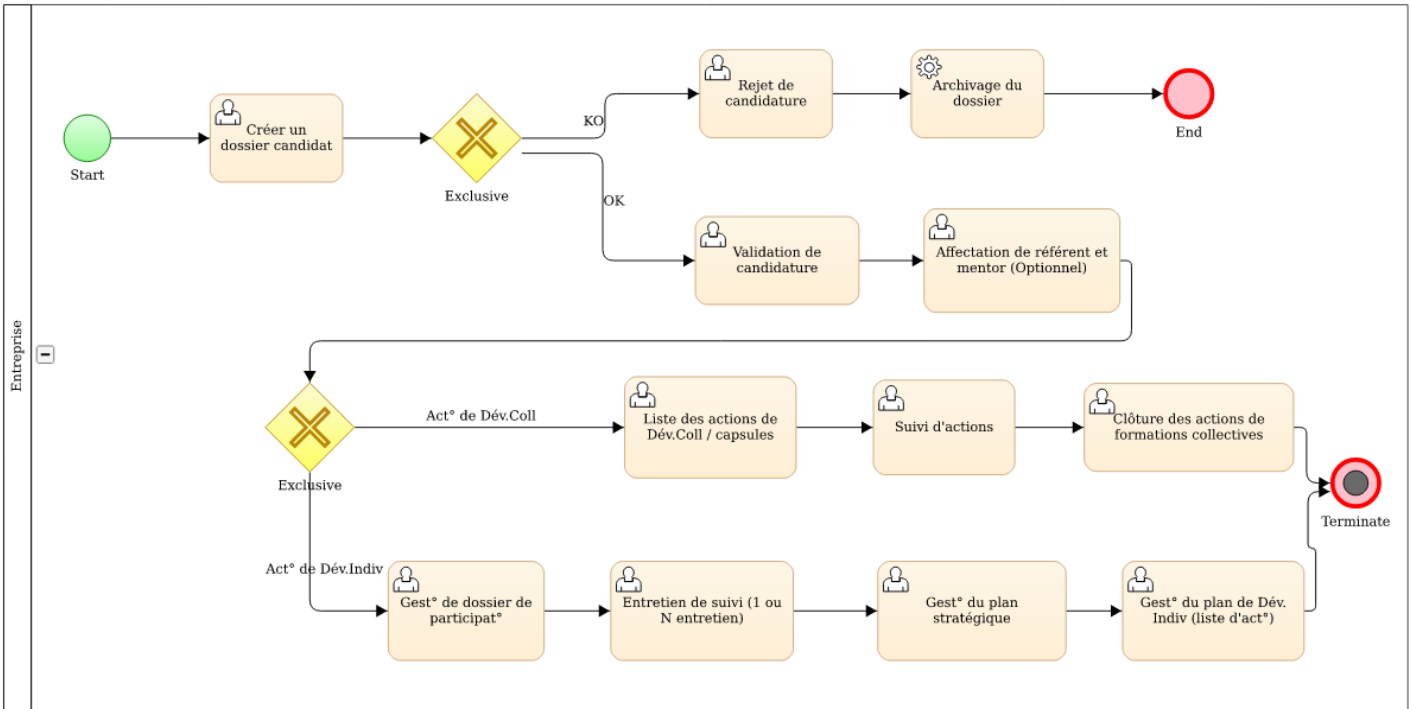 Entreprise
Start
Créer un
dossier candidat
Exclusive
KO
OK
Rejet de
candidature
Archivage du
dossier
End
Validation de
candidature
Affectation de référent et
mentor (Optionnel)
Exclusive
Act° de Dév.Coll
Liste des actions de
Dév.Coll / capsules
Suivi d'actions
Clôture des actions de
formations collectives
Terminate
Act° de Dév.Indiv
Gest° de dossier de
participat°
Entretien de suivi (1 ou
N entretien)
Gest° du plan
stratégique
Gest° du plan de Dév.
Indiv (liste d'act°)